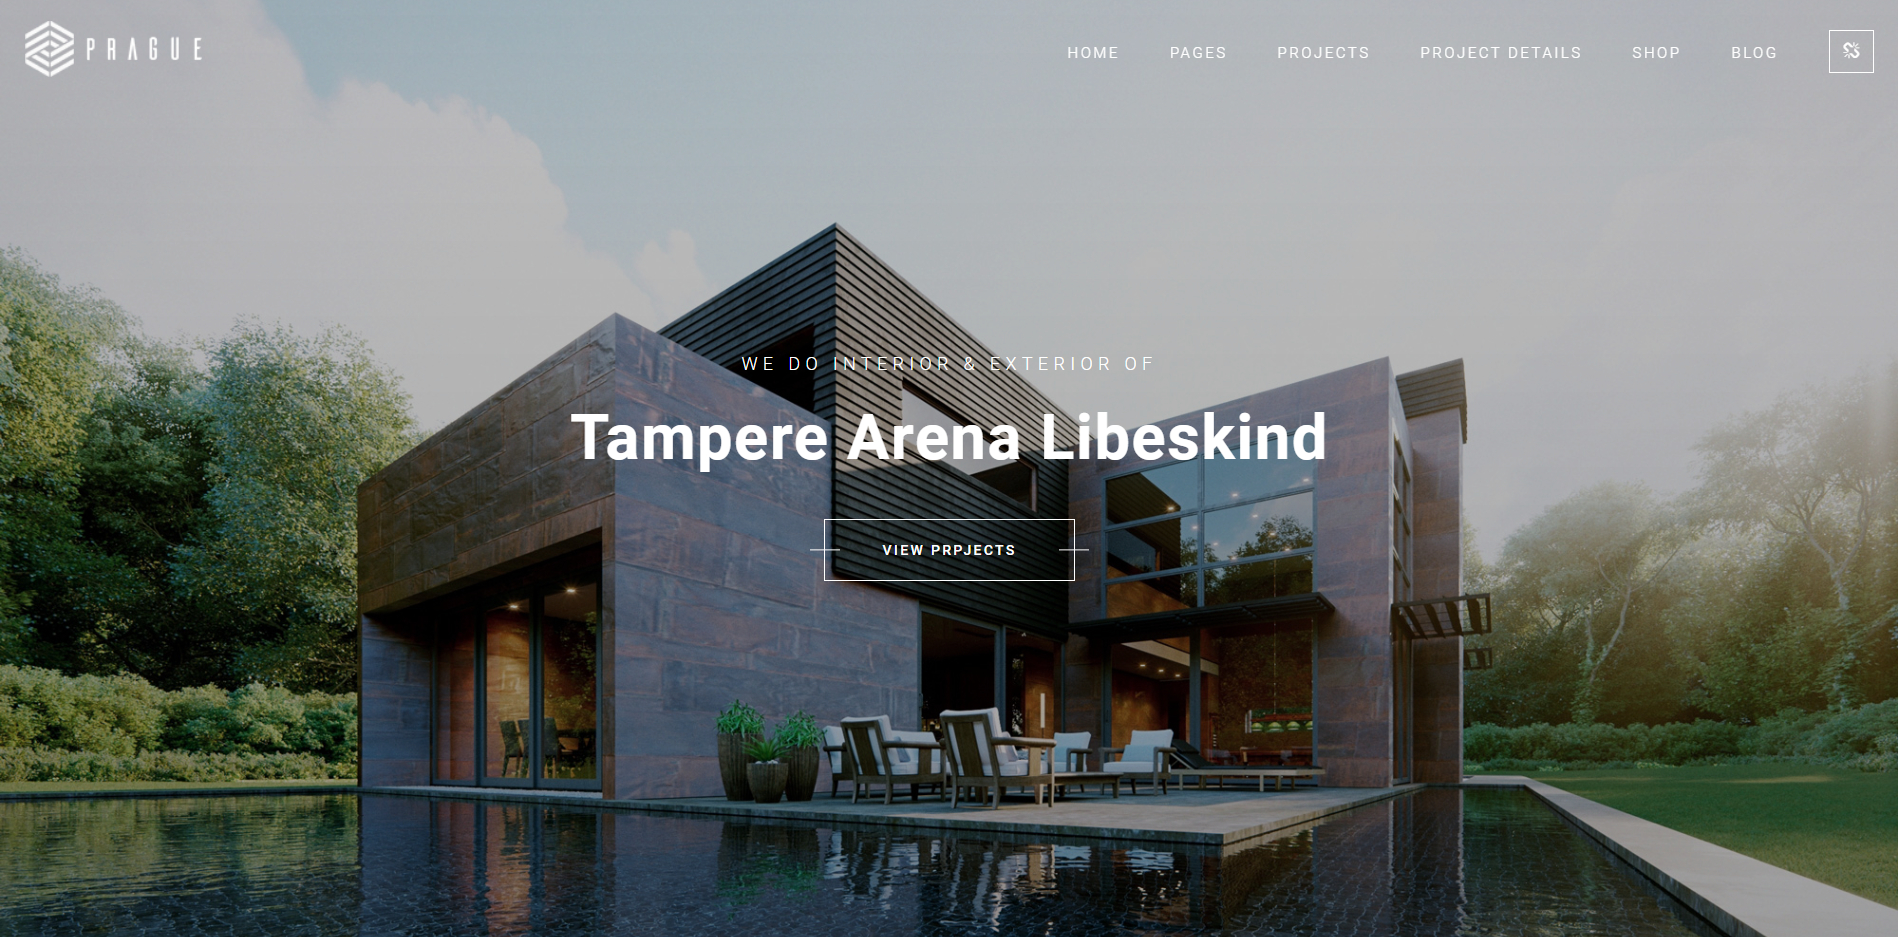 PRAGUE
HOME PAGES PROJECTS PROJECT DETAILS SHOP BLOG
WE DO INTERIOR & EXTERIOR OF
Tampere Arena Libeskind
VIEW PRPJECTS